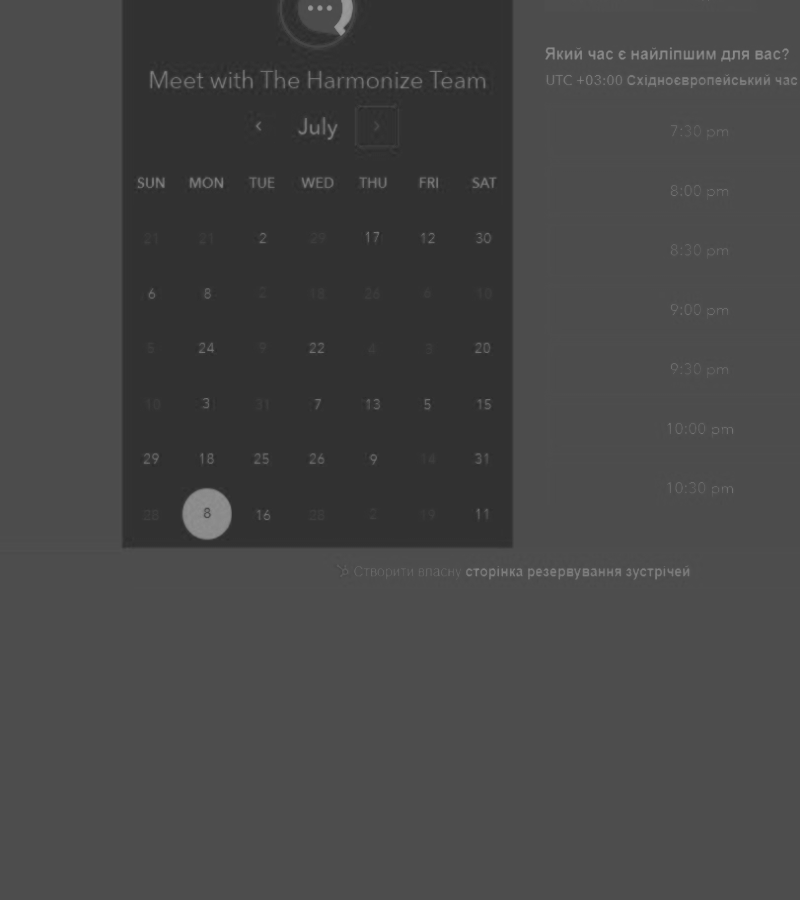 Meet with The Harmonize Team
‹ July ›
SUN MON TUE WED THU FRI SAT
21 21 2 29 17 12 30
6 8 2 18 26 6 10
5 24 9 22 4 3 20
10 3 31 7 13 5 15
29 18 25 26 9 14 31
28 8 16 28 2 19 11
Який час є найліпшим для вас?
UTC +03:00 Східноєвропейський час
7:30 pm
8:00 pm
8:30 pm
9:00 pm
9:30 pm
10:00 pm
10:30 pm
Створити власну сторінка резервування зустрічей